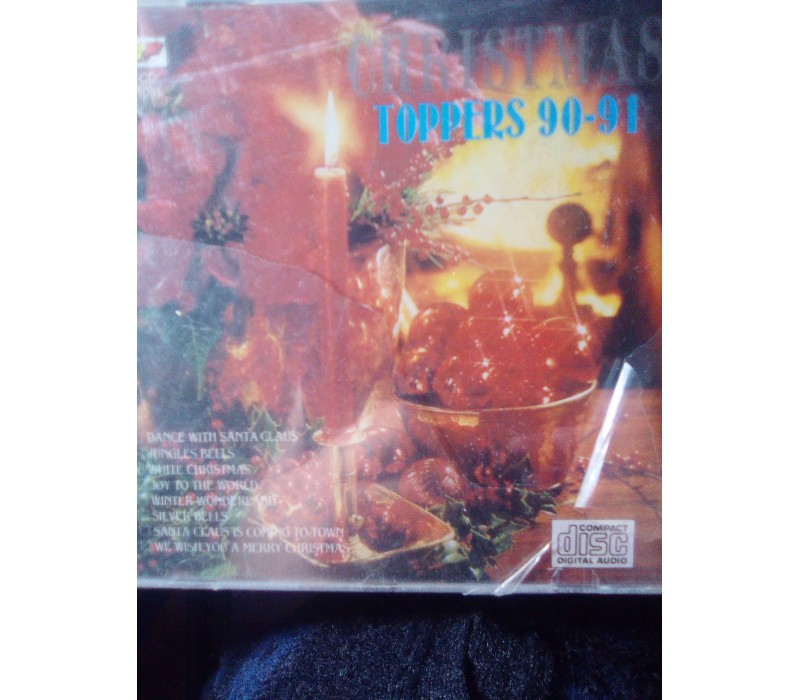 CHRISTMAS
TOPPERS 90-91
DANCE WITH SANTA CLAUS
JUNGLES BELLS
WHITE CHRISTMAS
JOY TO THE WORLD
WINTER WONDERLAND
SILVER BELLS
SANTA CLAUS IS COMING TO TOWN
WE WISH YOU A MERRY CHRISTMAS
COMPACT
disc
DIGITAL AUDIO